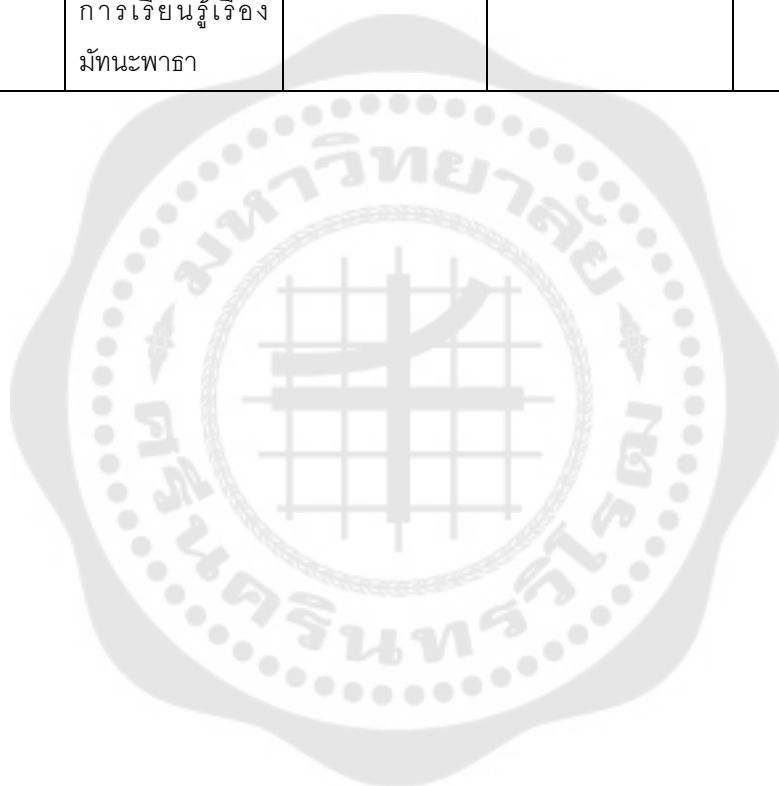 การเรียนรู้เรื่อง
มัทนะพาธา
มหาวิทยาลัย
ศรีนครินทรวิโรฒ